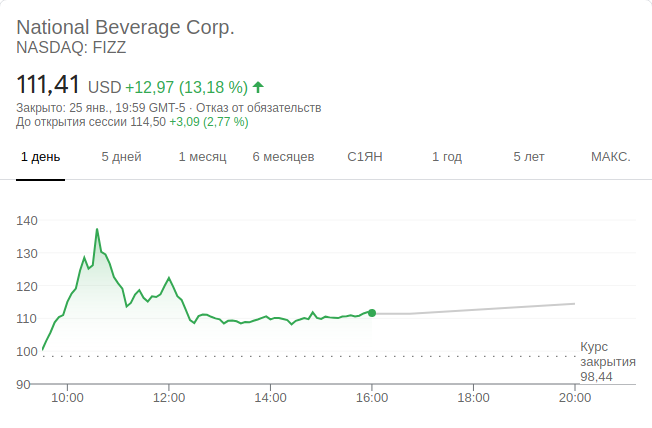 National Beverage Corp.
NASDAQ: FIZZ
111,41 USD +12,97 (13,18 %)
Закрыто: 25 янв., 19:59 GMT-5 · Отказ от обязательств
До открытия сессии 114,50 +3,09 (2,77 %)
1 день 5 дней 1 месяц 6 месяцев С1ЯН 1 год 5 лет МАКС.
140
130
120
110
100
90
Курс
закрытия
98,44
10:00 12:00 14:00 16:00 18:00 20:00